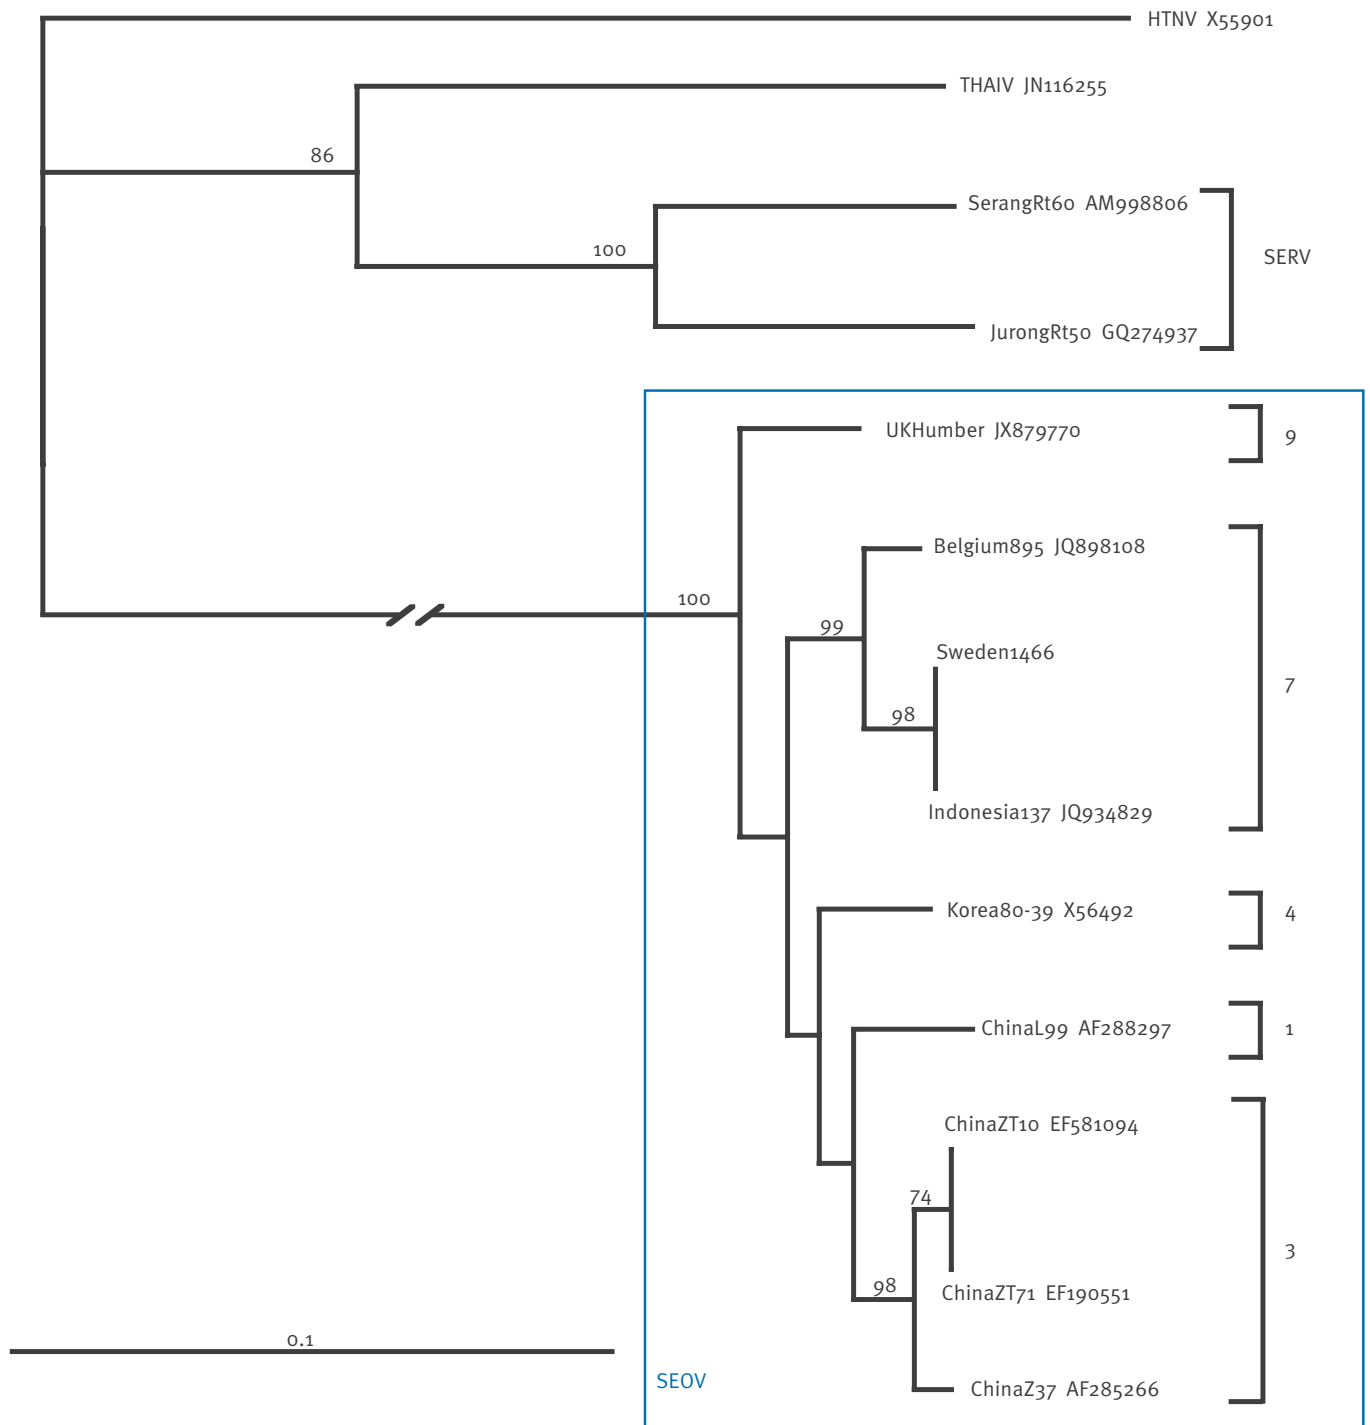 HTNV X55901
THAIV JN116255
86
SerangRt60 AM998806
100
SERV
JurongRt50 GQ274937
UKHumber JX879770
9
Belgium895 JQ898108
100
99
Sweden1466
7
98
Indonesia137 JQ934829
Korea80-39 X56492
4
ChinaL99 AF288297
1
ChinaZT10 EF581094
74
3
98
ChinaZT71 EF190551
0.1
SEOV
ChinaZ37 AF285266